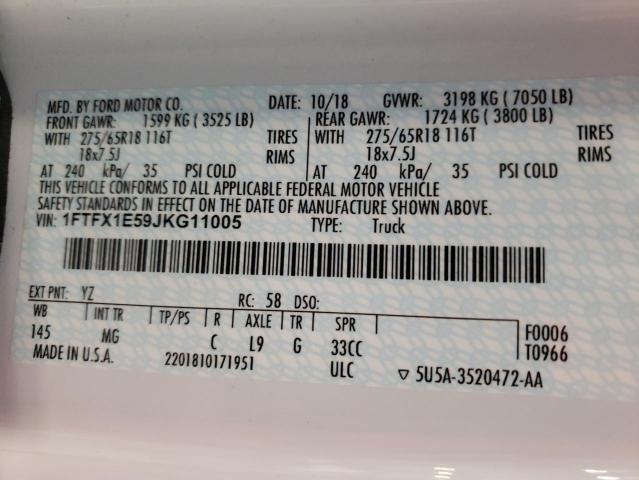 MFD. BY FORD MOTOR CO. DATE: 10/18 GVWR: 3198 KG ( 7050 LB)
FRONT GAWR: 1599 KG ( 3525 LB) REAR GAWR: 1724 KG ( 3800 LB)
WITH 275/65R18 116T TIRES WITH 275/65R18 116T TIRES
18x7.5J RIMS 18x7.5J RIMS
AT 240 kPa/ 35 PSI COLD AT 240 kPa/ 35 PSI COLD
THIS VEHICLE CONFORMS TO ALL APPLICABLE FEDERAL MOTOR VEHICLE
SAFETY STANDARDS IN EFFECT ON THE DATE OF MANUFACTURE SHOWN ABOVE.
VIN: 1FTFX1E59JKG11005 TYPE: Truck
EXT PNT: YZ RC: 58 DSO:
WB INT TR TP/PS R AXLE TR SPR F0006
145 MG C L9 G 33CC T0966
MADE IN U.S.A. 2201810171951 ULC ▽ 5U5A-3520472-AA